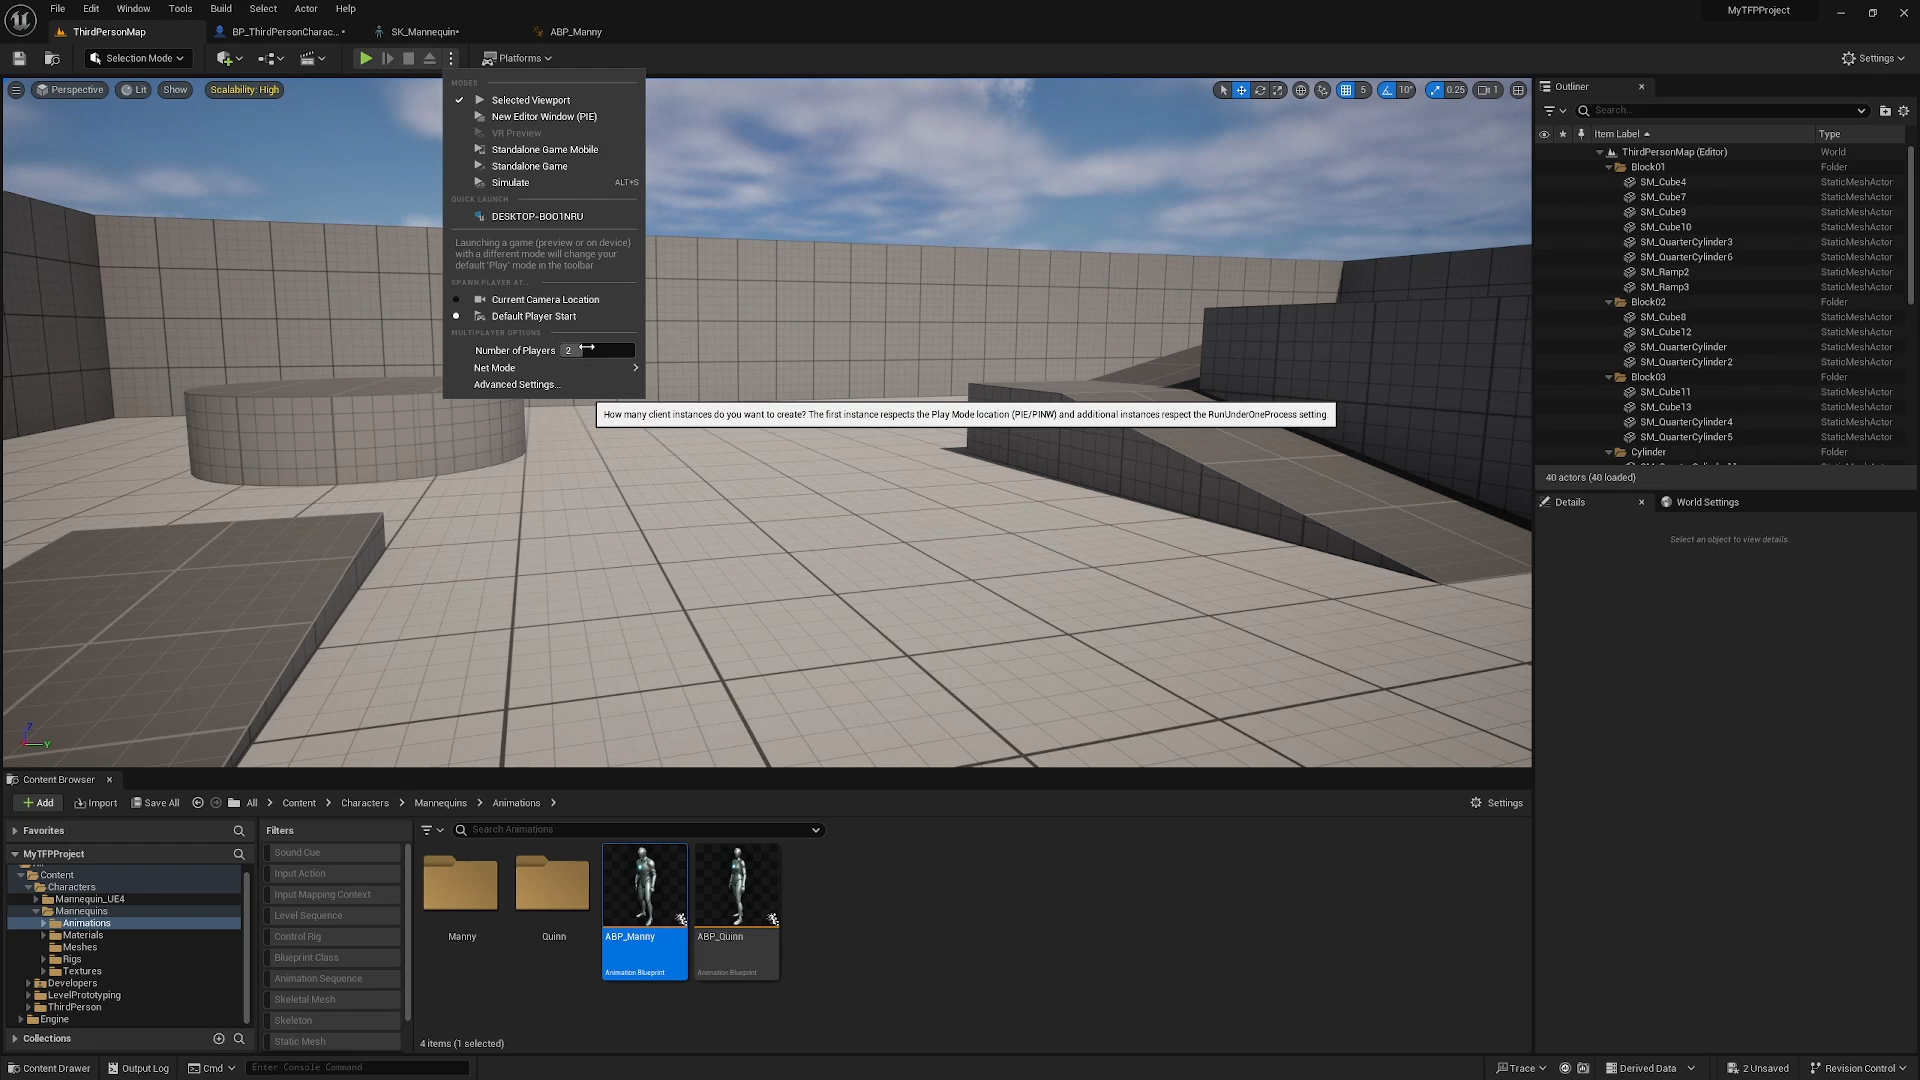 File Edit Window Tools Build Select Actor Help
MyTFPProject
ThirdPersonMap
BP_ThirdPersonCharac...•
SK_Mannequin•
ABP_Manny
Selection Mode
Platforms
Settings
Perspective
Lit
Show
Scalability: High
5
10°
0.25
1
MODES
Selected Viewport
New Editor Window (PIE)
VR Preview
Standalone Game Mobile
Standalone Game
Simulate ALT+S
QUICK LAUNCH
DESKTOP-BOO1NRU
Launching a game (preview or on device)
with a different mode will change your
default 'Play' mode in the toolbar
SPAWN PLAYER AT...
Current Camera Location
Default Player Start
MULTIPLAYER OPTIONS
Number of Players 2
Net Mode
Advanced Settings...
How many client instances do you want to create? The first instance respects the Play Mode location (PIE/PINW) and additional instances respect the RunUnderOneProcess setting.
Z
Y
Outliner
Search...
Item Label Type
ThirdPersonMap (Editor) World
Block01 Folder
SM_Cube4 StaticMeshActor
SM_Cube7 StaticMeshActor
SM_Cube9 StaticMeshActor
SM_Cube10 StaticMeshActor
SM_QuarterCylinder3 StaticMeshActor
SM_QuarterCylinder6 StaticMeshActor
SM_Ramp2 StaticMeshActor
SM_Ramp3 StaticMeshActor
Block02 Folder
SM_Cube8 StaticMeshActor
SM_Cube12 StaticMeshActor
SM_QuarterCylinder StaticMeshActor
SM_QuarterCylinder2 StaticMeshActor
Block03 Folder
SM_Cube11 StaticMeshActor
SM_Cube13 StaticMeshActor
SM_QuarterCylinder4 StaticMeshActor
SM_QuarterCylinder5 StaticMeshActor
Cylinder Folder
40 actors (40 loaded)
Details
World Settings
Select an object to view details.
Content Browser
Add
Import
Save All
All
Content
Characters
Mannequins
Animations
Settings
Favorites
MyTFPProject
Content
Characters
Mannequin_UE4
Mannequins
Animations
Materials
Meshes
Rigs
Textures
Developers
LevelPrototyping
ThirdPerson
Engine
Collections
Filters
Sound Cue
Input Action
Input Mapping Context
Level Sequence
Control Rig
Blueprint Class
Animation Sequence
Skeletal Mesh
Skeleton
Static Mesh
Search Animations
Manny
Quinn
ABP_Manny
Animation Blueprint
ABP_Quinn
Animation Blueprint
4 items (1 selected)
Content Drawer
Output Log
Cmd
Enter Console Command
Trace
Derived Data
2 Unsaved
Revision Control